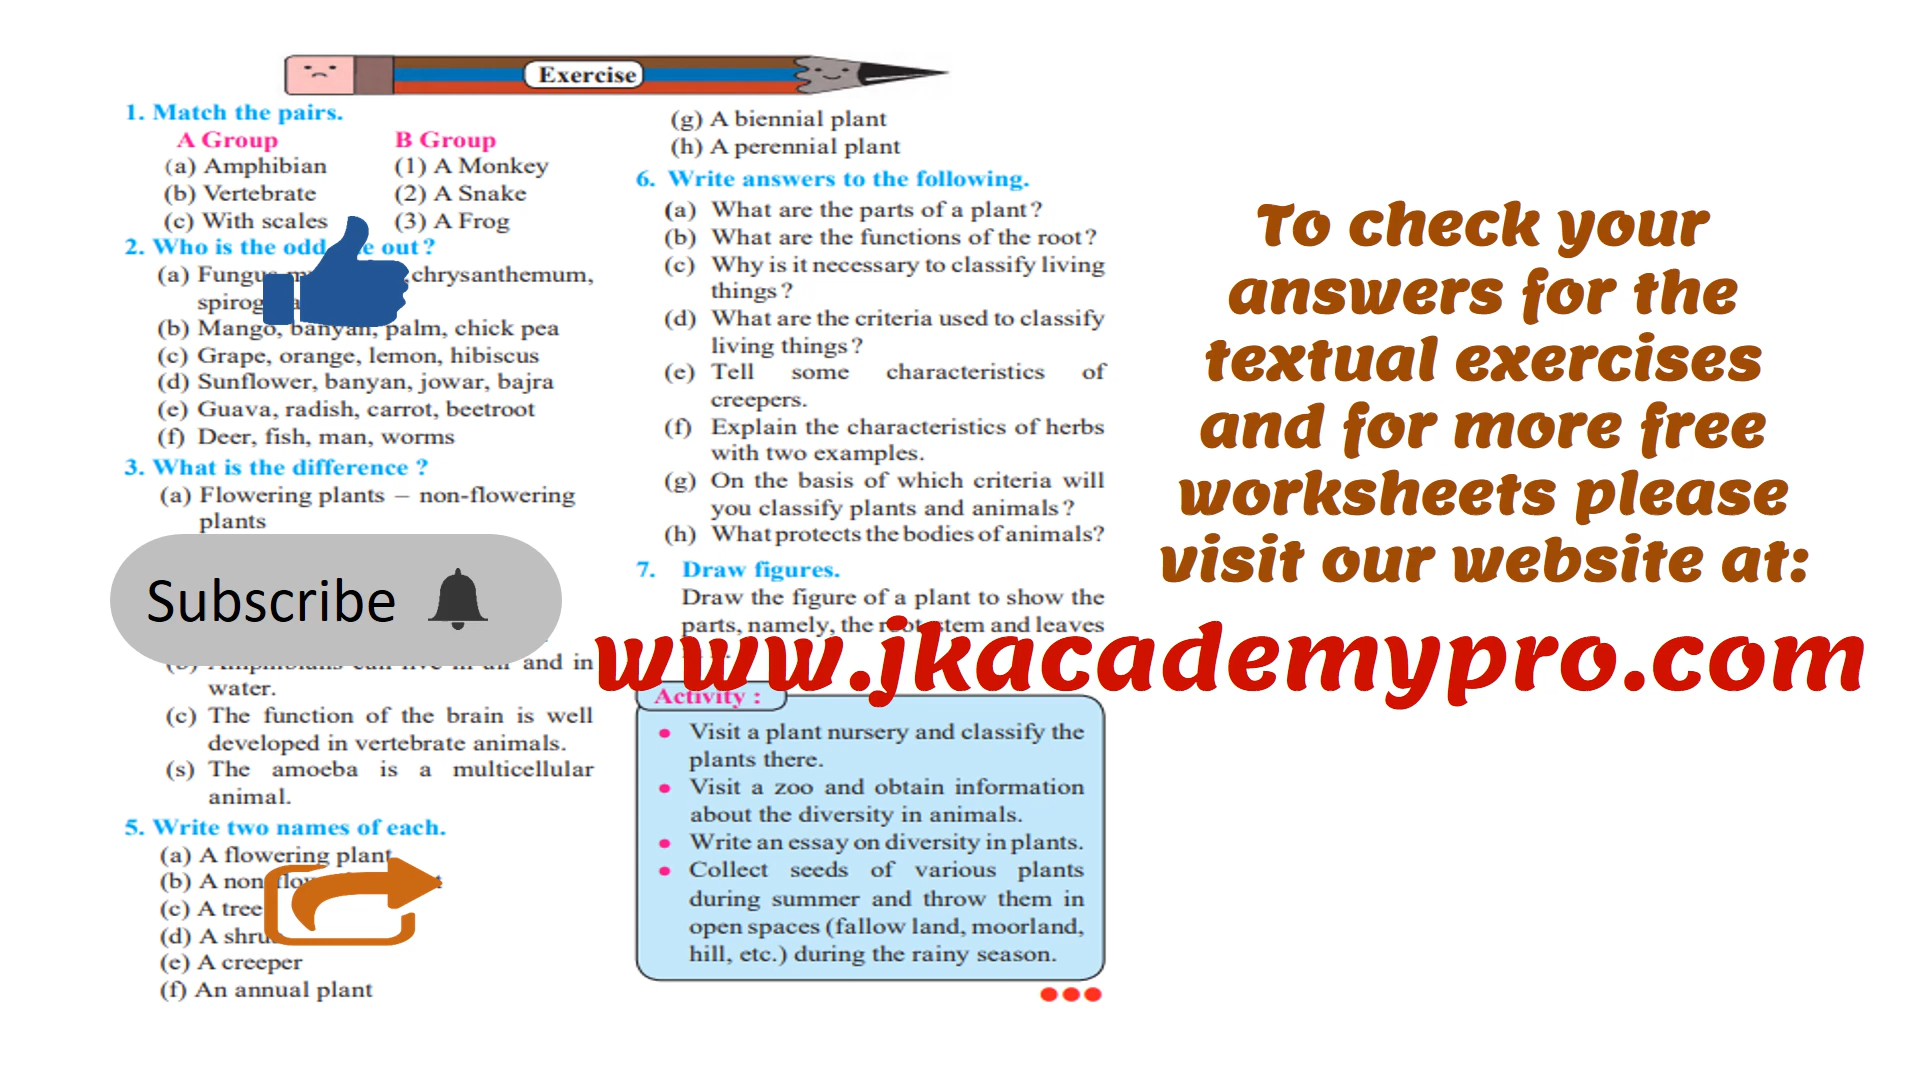 Exercise
1. Match the pairs.
A Group B Group
(a) Amphibian (1) A Monkey
(b) Vertebrate (2) A Snake
(c) With scales (3) A Frog
2. Who is the odd out?
(a) chrysanthemum,
(b) Mango, banyan, palm, chick pea
(c) Grape, orange, lemon, hibiscus
(d) Sunflower, banyan, jowar, bajra
(e) Guava, radish, carrot, beetroot
(f) Deer, fish, man, worms
3. What is the difference ?
(a) Flowering plants – non-flowering
plants
Subscribe
and in
water.
(c) The function of the brain is well
developed in vertebrate animals.
(s) The amoeba is a multicellular
animal.
5. Write two names of each.
(a) A flowering plant
(b) A
(c) A tree
(d) A
(e) A creeper
(f) An annual plant
(g) A biennial plant
(h) A perennial plant
6. Write answers to the following.
(a) What are the parts of a plant?
(b) What are the functions of the root?
(c) Why is it necessary to classify living
things?
(d) What are the criteria used to classify
living things?
(e) Tell some characteristics of
creepers.
(f) Explain the characteristics of herbs
with two examples.
(g) On the basis of which criteria will
you classify plants and animals?
(h) What protects the bodies of animals?
7. Draw figures.
Draw the figure of a plant to show the
parts, namely, the stem and leaves
Activity :
• Visit a plant nursery and classify the
plants there.
• Visit a zoo and obtain information
about the diversity in animals.
• Write an essay on diversity in plants.
• Collect seeds of various plants
during summer and throw them in
open spaces (fallow land, moorland,
hill, etc.) during the rainy season.
To check your
answers for the
textual exercises
and for more free
worksheets please
visit our website at:
www.jkacademypro.com